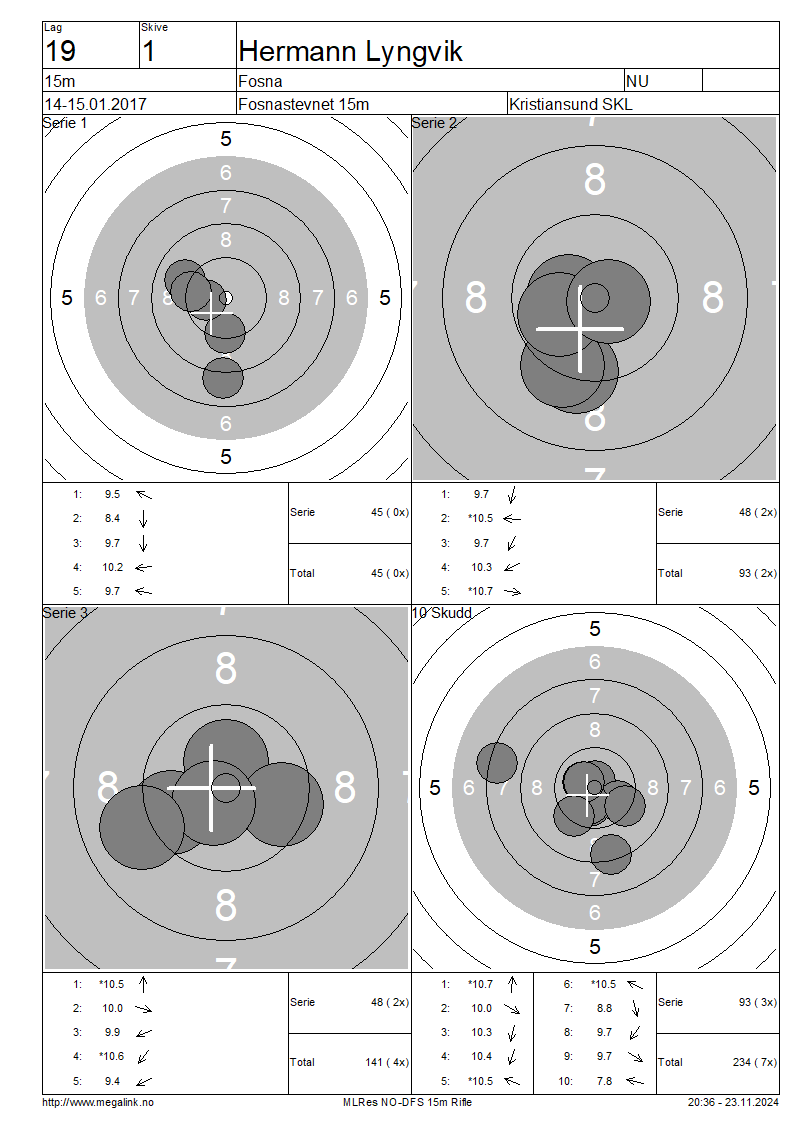 Lag Skive
19 1 Hermann Lyngvik
15m Fosna NU
14-15.01.2017 Fosnastevnet 15m Kristiansund SKL
Serie 1
5
6
7
8
5 6 7 8 8 7 6 5
6
5
Serie 2
7
8
8 8
8
7
1: 9.5
2: 8.4
3: 9.7
4: 10.2
5: 9.7
Serie 45 ( 0x)
Total 45 ( 0x)
1: 9.7
2: *10.5
3: 9.7
4: 10.3
5: *10.7
Serie 48 ( 2x)
Total 93 ( 2x)
Serie 3
7
8
8 8
8
7
10 Skudd
5
6
7
8
5 6 7 8 8 7 6 5
8
7
6
5
1: *10.5
2: 10.0
3: 9.9
4: *10.6
5: 9.4
Serie 48 ( 2x)
Total 141 ( 4x)
1: *10.7 6: *10.5
2: 10.0 7: 8.8
3: 10.3 8: 9.7
4: 10.4 9: 9.7
5: *10.5 10: 7.8
Serie 93 ( 3x)
Total 234 ( 7x)
http://www.megalink.no MLRes NO-DFS 15m Rifle 20:36 - 23.11.2024